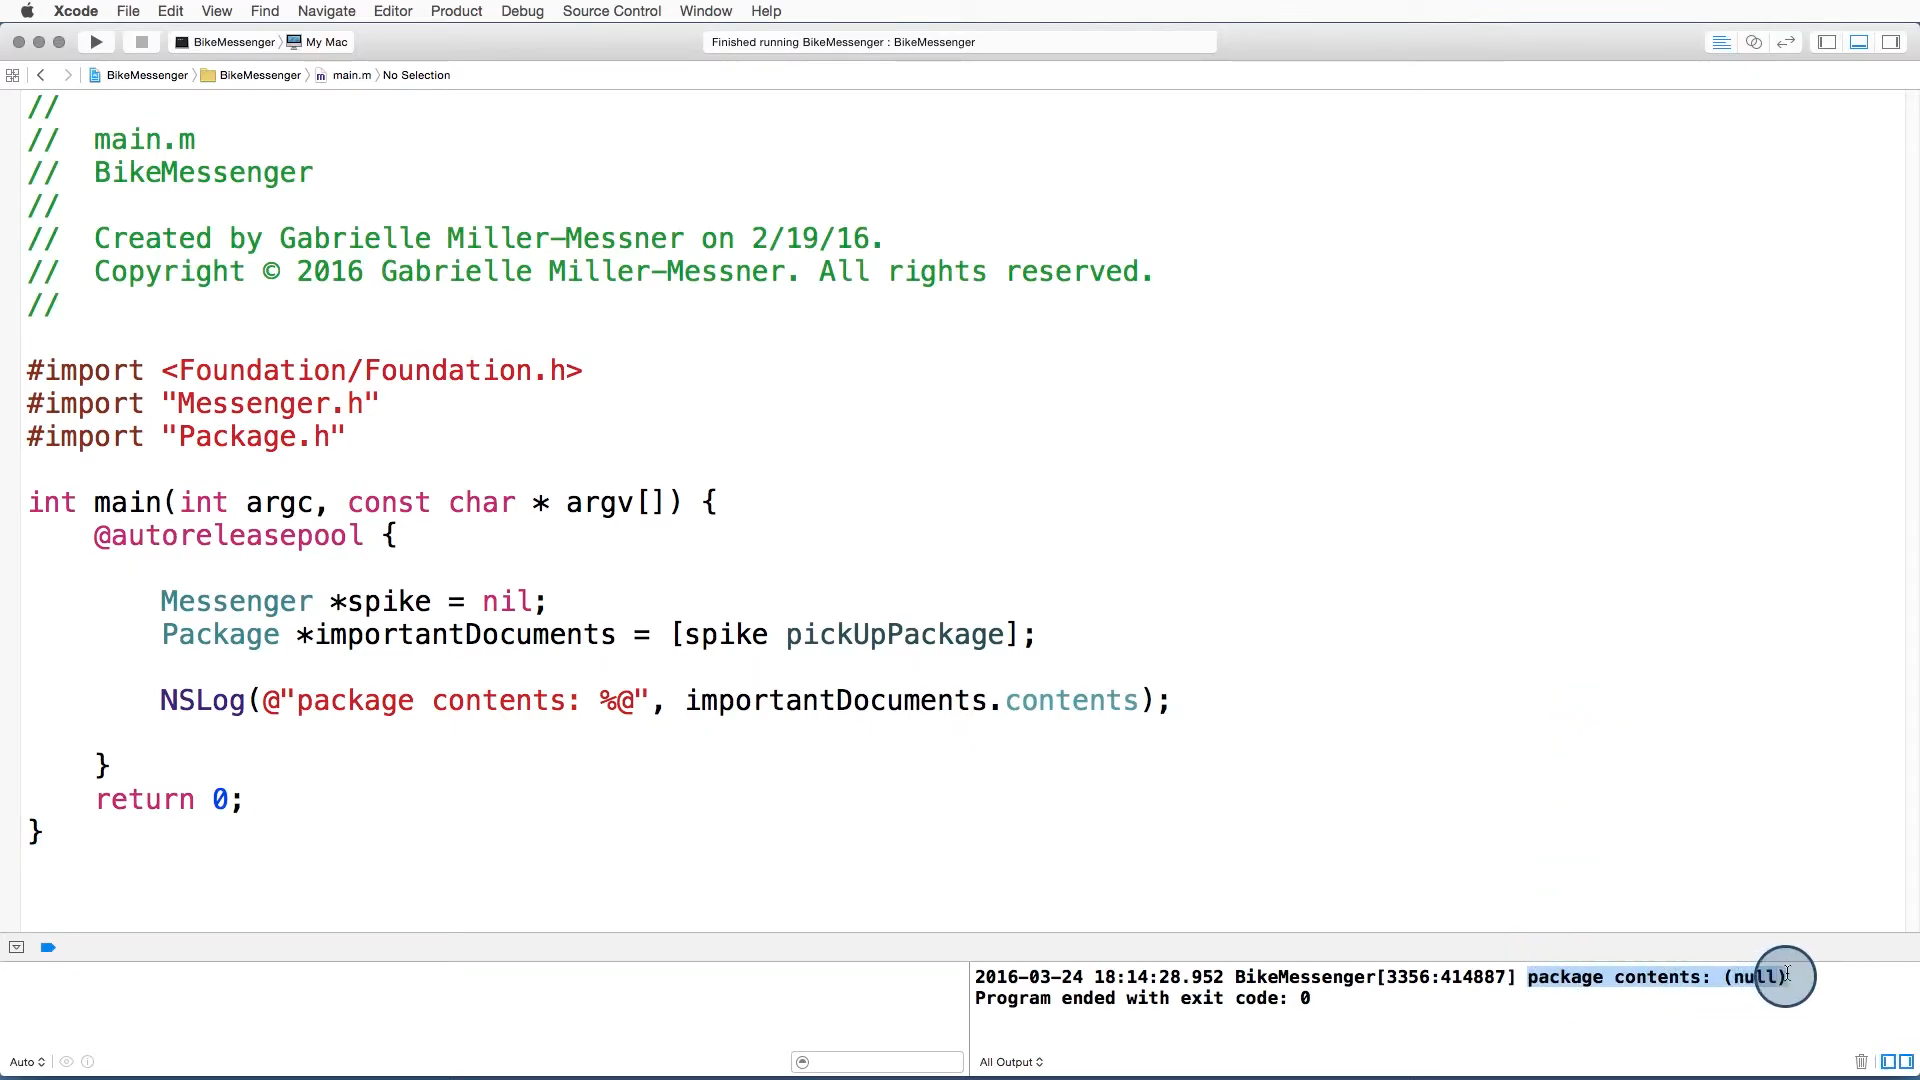 Xcode File Edit View Find Navigate Editor Product Debug Source Control Window Help
BikeMessenger My Mac
Finished running BikeMessenger : BikeMessenger
BikeMessenger BikeMessenger main.m No Selection
//
//  main.m
//  BikeMessenger
//
//  Created by Gabrielle Miller-Messner on 2/19/16.
//  Copyright © 2016 Gabrielle Miller-Messner. All rights reserved.
//
#import <Foundation/Foundation.h>
#import "Messenger.h"
#import "Package.h"
int main(int argc, const char * argv[]) {
@autoreleasepool {
Messenger *spike = nil;
Package *importantDocuments = [spike pickUpPackage];
NSLog(@"package contents: %@", importantDocuments.contents);
}
return 0;
}
2016-03-24 18:14:28.952 BikeMessenger[3356:414887] package contents: (null)
Program ended with exit code: 0
Auto
All Output